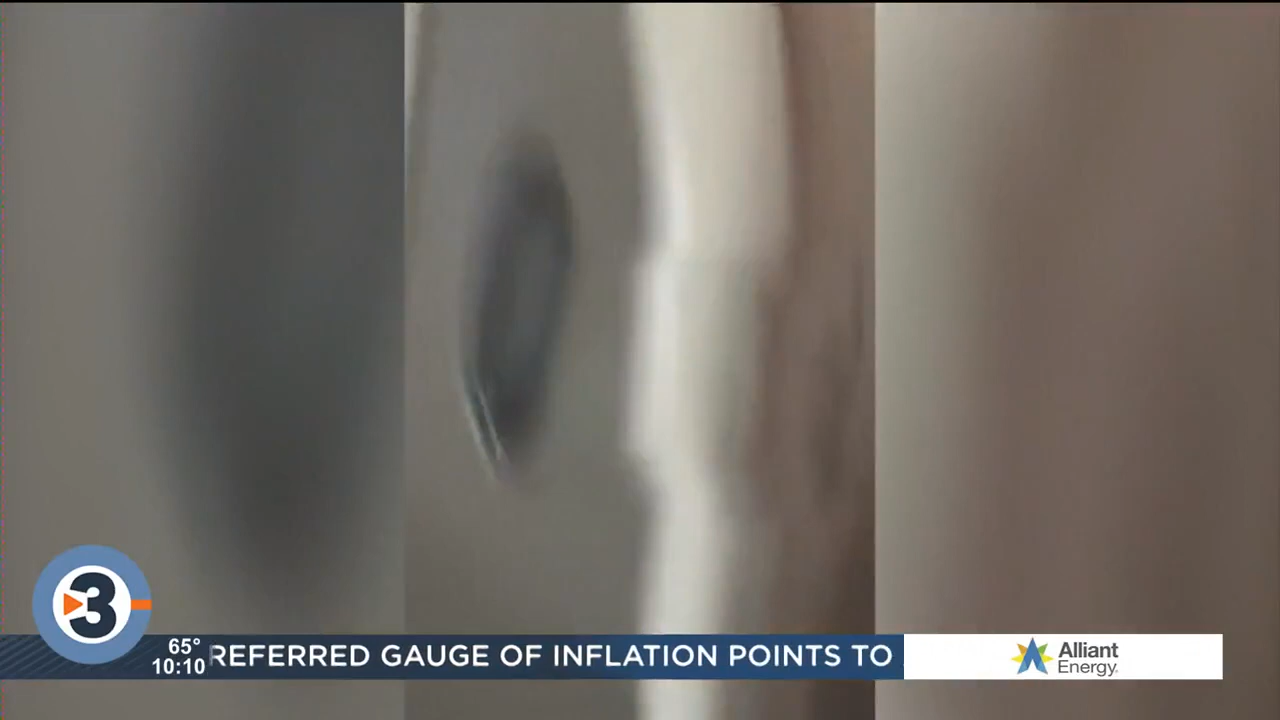 3
65°
10:10
REFERRED GAUGE OF INFLATION POINTS TO
Alliant
Energy